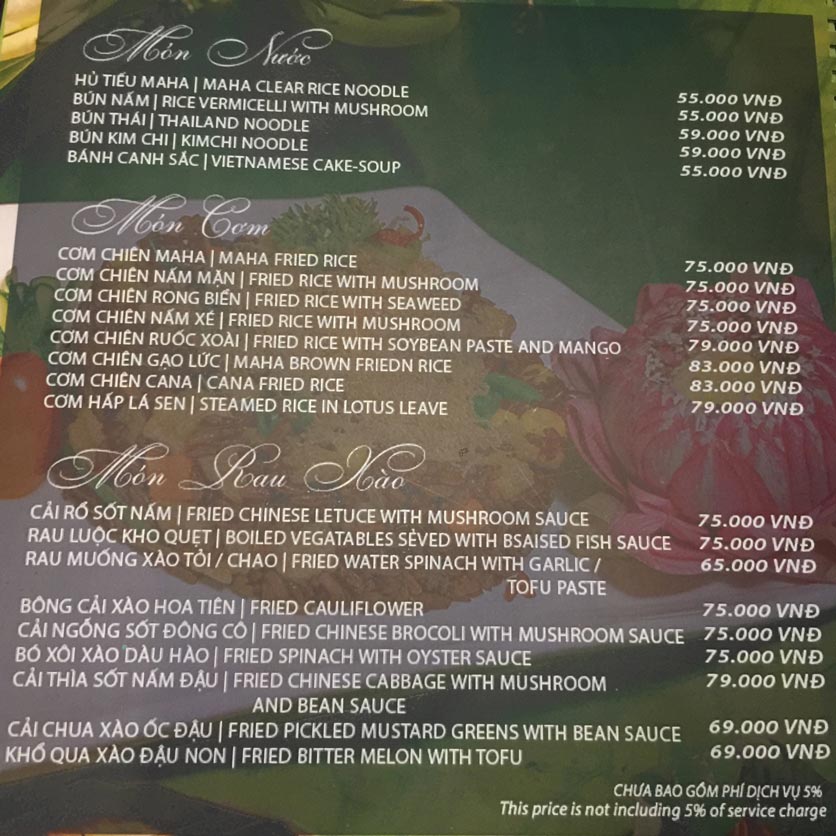 Món Nước
HỦ TIẾU MAHA | MAHA CLEAR RICE NOODLE 55.000 VNĐ
BÚN NẤM | RICE VERMICELLI WITH MUSHROOM 55.000 VNĐ
BÚN THÁI | THAILAND NOODLE 59.000 VNĐ
BÚN KIM CHI | KIMCHI NOODLE 59.000 VNĐ
BÁNH CANH SẮC | VIETNAMESE CAKE-SOUP 55.000 VNĐ
Món Cơm
CƠM CHIÊN MAHA | MAHA FRIED RICE 75.000 VNĐ
CƠM CHIÊN NẤM MẶN | FRIED RICE WITH MUSHROOM 75.000 VNĐ
CƠM CHIÊN RONG BIỂN | FRIED RICE WITH SEAWEED 75.000 VNĐ
CƠM CHIÊN NẤM XÉ | FRIED RICE WITH MUSHROOM 75.000 VNĐ
CƠM CHIÊN RUỐC XOÀI | FRIED RICE WITH SOYBEAN PASTE AND MANGO 79.000 VNĐ
CƠM CHIÊN GẠO LỨC | MAHA BROWN FRIEDN RICE 83.000 VNĐ
CƠM CHIÊN CANA | CANA FRIED RICE 83.000 VNĐ
CƠM HẤP LÁ SEN | STEAMED RICE IN LOTUS LEAVE 79.000 VNĐ
Món Rau Xào
CẢI RỔ SỐT NẤM | FRIED CHINESE LETUCE WITH MUSHROOM SAUCE 75.000 VNĐ
RAU LUỘC KHO QUẸT | BOILED VEGATABLES SẺVED WITH BSAISED FISH SAUCE 75.000 VNĐ
RAU MUỐNG XÀO TỎI / CHAO | FRIED WATER SPINACH WITH GARLIC / 65.000 VNĐ
TOFU PASTE
BÔNG CẢI XÀO HOA TIÊN | FRIED CAULIFLOWER 75.000 VNĐ
CẢI NGỖNG SỐT ĐÔNG CÔ | FRIED CHINESE BROCOLI WITH MUSHROOM SAUCE 75.000 VNĐ
BÓ XÔI XÀO DẦU HÀO | FRIED SPINACH WITH OYSTER SAUCE 75.000 VNĐ
CẢI THÌA SỐT NẤM ĐẬU | FRIED CHINESE CABBAGE WITH MUSHROOM 79.000 VNĐ
AND BEAN SAUCE
CẢI CHUA XÀO ỐC ĐẬU | FRIED PICKLED MUSTARD GREENS WITH BEAN SAUCE 69.000 VNĐ
KHỔ QUA XÀO ĐẬU NON | FRIED BITTER MELON WITH TOFU 69.000 VNĐ
CHƯA BAO GỒM PHÍ DỊCH VỤ 5%
This price is not including 5% of service charge